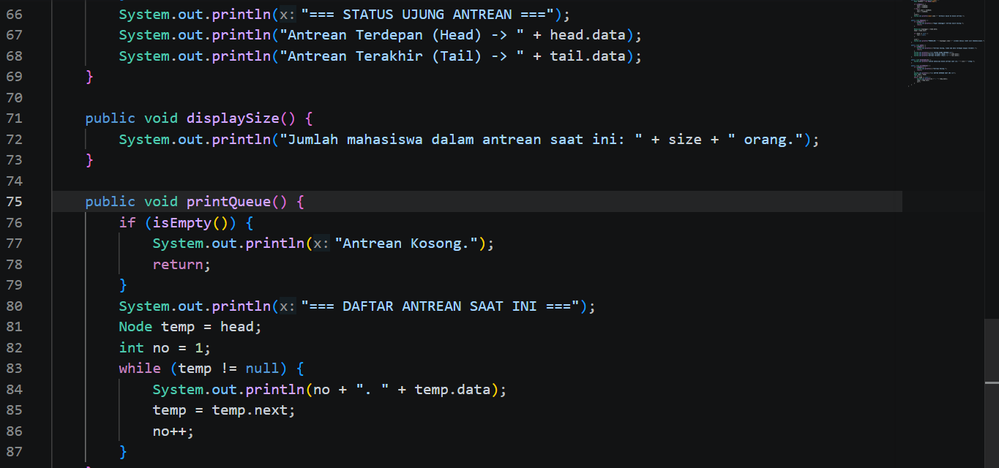 66 System.out.println(x: "=== STATUS UJUNG ANTREAN ===");
67 System.out.println("Antrean Terdepan (Head) -> " + head.data);
68 System.out.println("Antrean Terakhir (Tail) -> " + tail.data);
69 }
70
71 public void displaySize() {
72 System.out.println("Jumlah mahasiswa dalam antrean saat ini: " + size + " orang.");
73 }
74
75 public void printQueue() {
76 if (isEmpty()) {
77 System.out.println(x: "Antrean Kosong.");
78 return;
79 }
80 System.out.println(x: "=== DAFTAR ANTREAN SAAT INI ===");
81 Node temp = head;
82 int no = 1;
83 while (temp != null) {
84 System.out.println(no + ". " + temp.data);
85 temp = temp.next;
86 no++;
87 }